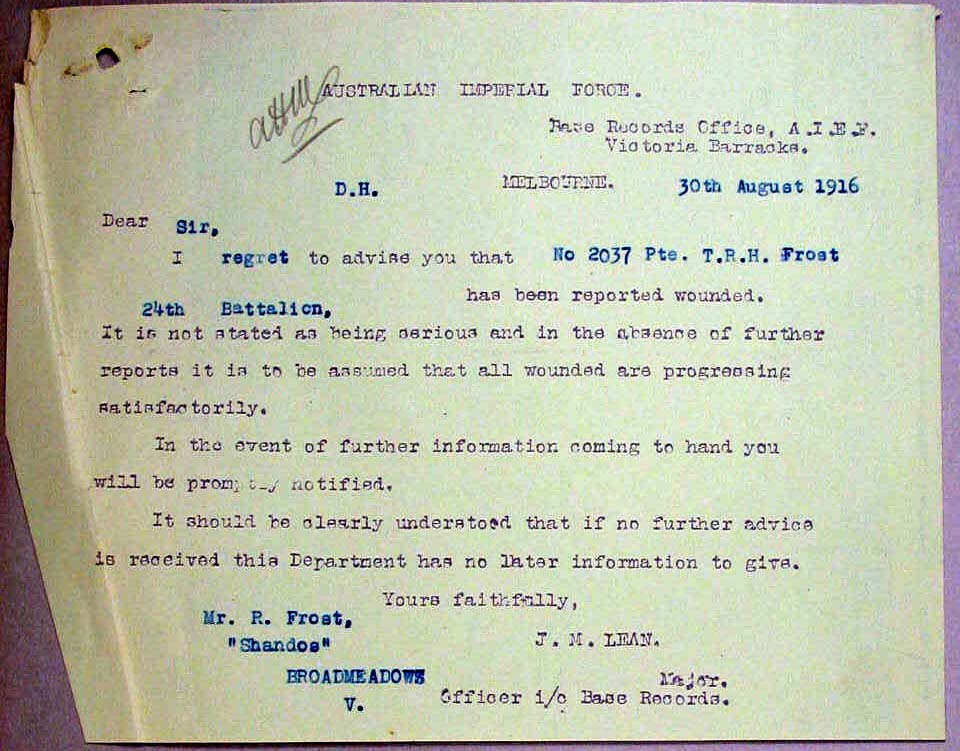 AUSTRALIAN IMPERIAL FORCE.
Base Records Office, A.I.E.F.
Victoria Barracks.
D.H. MELBOURNE. 30th August 1916
Dear Sir,
I regret to advise you that No 2037 Pte. T.R.H. Frost
24th Battalion, has been reported wounded.
It is not stated as being serious and in the absence of further
reports it is to be assumed that all wounded are progressing
satisfactorily.
In the event of further information coming to hand you
will be promptly notified.
It should be clearly understood that if no further advice
is received this Department has no later information to give.
Yours faithfully,
Mr. R. Frost,
"Shandos" J. M. LEAN.
BROADMEADOWS Major.
V. Officer i/c Base Records.